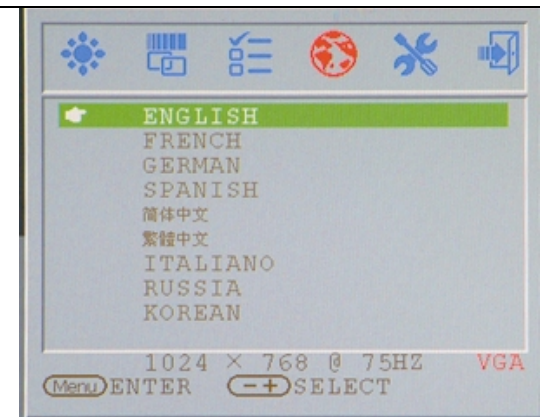 ENGLISH
FRENCH
GERMAN
SPANISH
简体中文
繁體中文
ITALIANO
RUSSIA
KOREAN
1024 × 768 @ 75HZ VGA
Menu ENTER − + SELECT